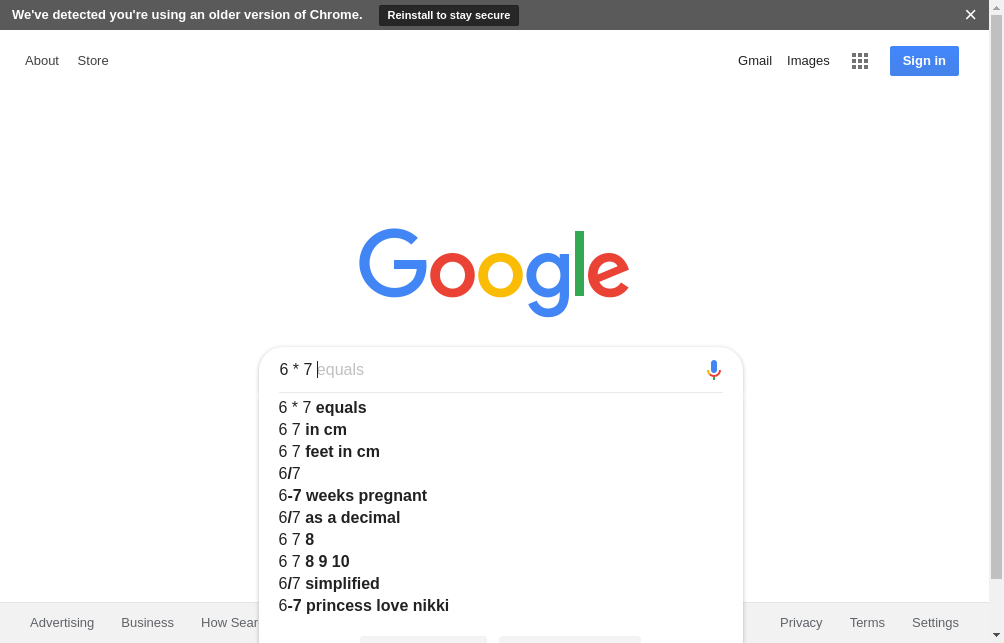 We've detected you're using an older version of Chrome. Reinstall to stay secure
About Store Gmail Images Sign in
Google
6 * 7 equals
6 * 7 equals
6 7 in cm
6 7 feet in cm
6/7
6-7 weeks pregnant
6/7 as a decimal
6 7 8
6 7 8 9 10
6/7 simplified
6-7 princess love nikki
Advertising Business How Sear Privacy Terms Settings